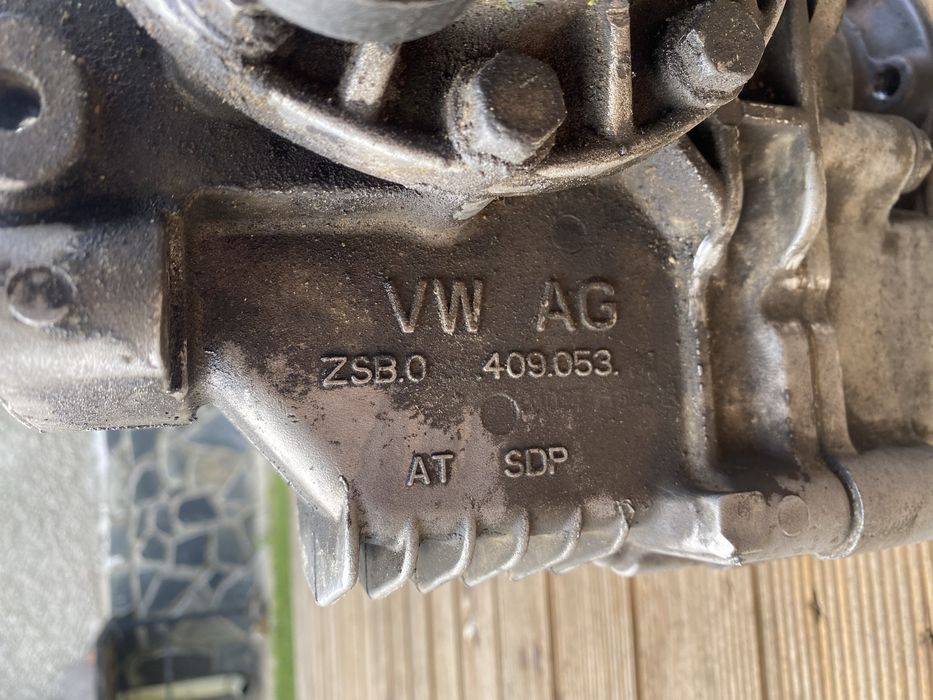 VW AG
ZSB.0 409.053.
AT SDP